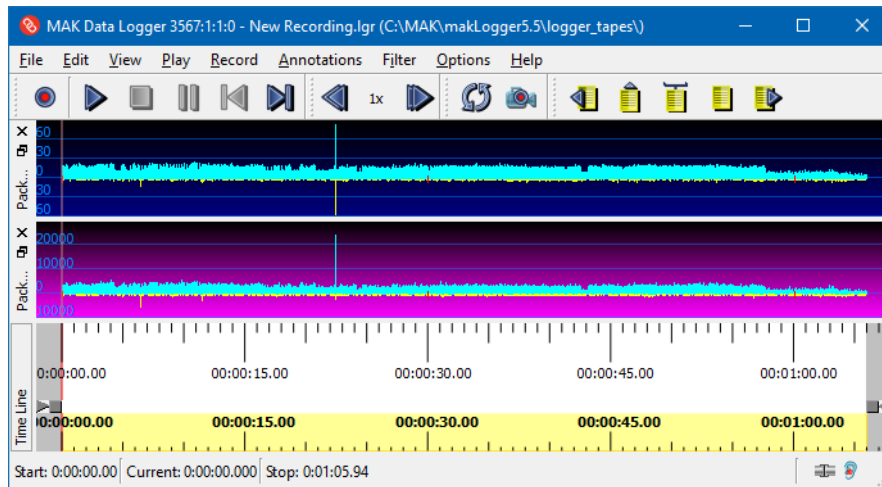 MAK Data Logger 3567:1:1:0 - New Recording.lgr (C:\MAK\makLogger5.5\logger_tapes\)
File Edit View Play Record Annotations Filter Options Help
1x
Pack...
60
30
0
30
60
Pack...
20000
10000
0
10000
Time Line
0:00:00.00 00:00:15.00 00:00:30.00 00:00:45.00 00:01:00.00
0:00:00.00 00:00:15.00 00:00:30.00 00:00:45.00 00:01:00.00
Start: 0:00:00.00 Current: 0:00:00.000 Stop: 0:01:05.94